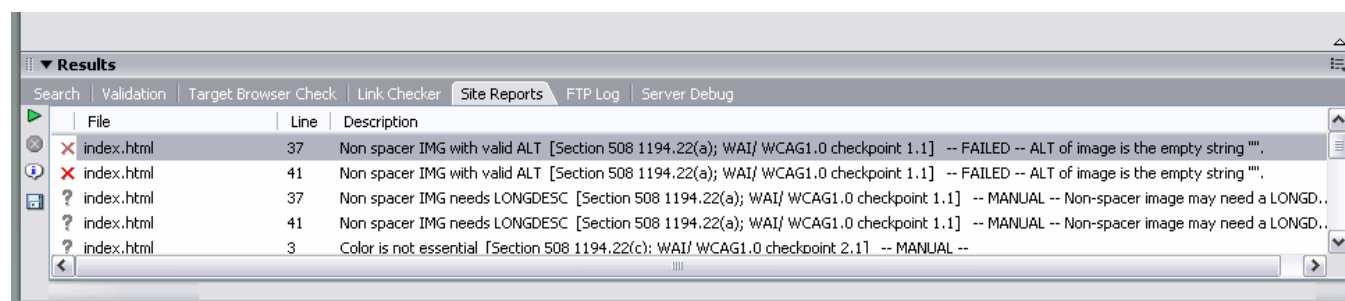 Results
Search | Validation | Target Browser Check | Link Checker Site Reports FTP Log | Server Debug
File Line Description
index.html 37 Non spacer IMG with valid ALT [Section 508 1194.22(a); WAI/ WCAG1.0 checkpoint 1.1] -- FAILED -- ALT of image is the empty string "".
index.html 41 Non spacer IMG with valid ALT [Section 508 1194.22(a); WAI/ WCAG1.0 checkpoint 1.1] -- FAILED -- ALT of image is the empty string "".
? index.html 37 Non spacer IMG needs LONGDESC [Section 508 1194.22(a); WAI/ WCAG1.0 checkpoint 1.1] -- MANUAL -- Non-spacer image may need a LONGD..
? index.html 41 Non spacer IMG needs LONGDESC [Section 508 1194.22(a); WAI/ WCAG1.0 checkpoint 1.1] -- MANUAL -- Non-spacer image may need a LONGD..
? index.html 3 Color is not essential [Section 508 1194.22(c); WAI/ WCAG1.0 checkpoint 2.1] -- MANUAL --